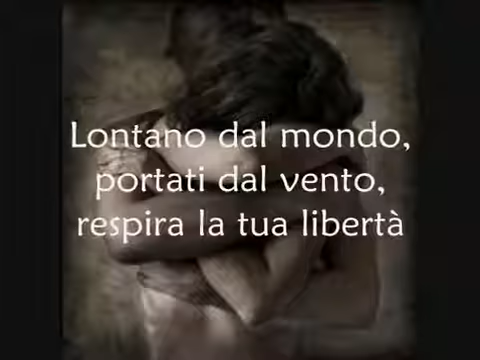 Lontano dal mondo,
portati dal vento,
respira la tua libertà